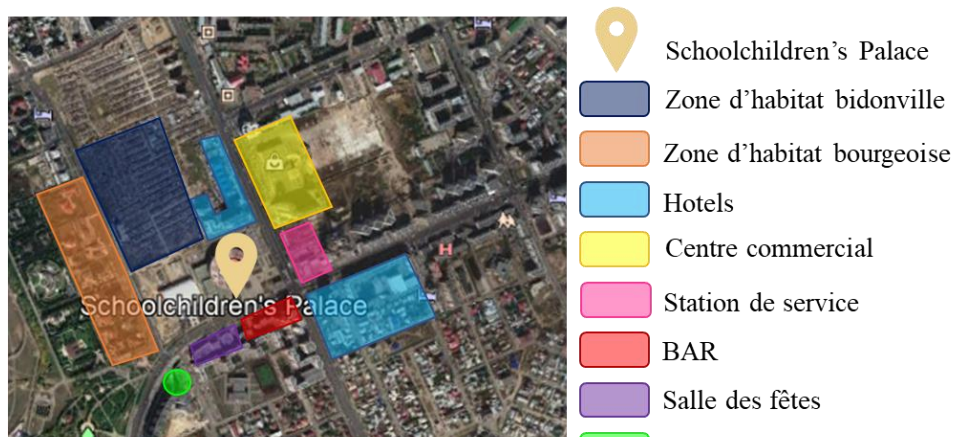 Schoolchildren's Palace
Schoolchildren's Palace
Zone d'habitat bidonville
Zone d'habitat bourgeoise
Hotels
Centre commercial
H
Station de service
BAR
Salle des fêtes